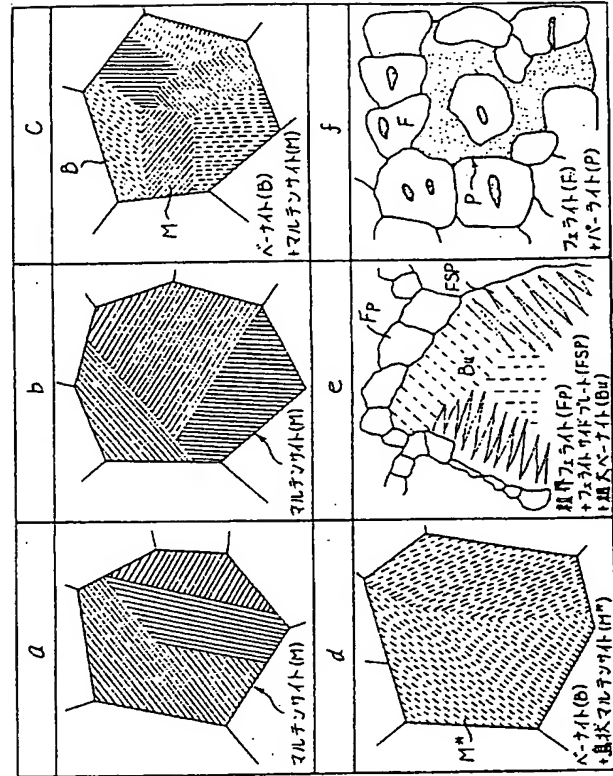 a
マルテンサイト(M)
b
マルテンサイト(M)
c
B
M
ベーナイト(B)
+マルテンサイト(M)
d
M*
ベーナイト(B)
+島状マルテンサイト(M*)
e
Fp
FSP
Bu
粗粒フェライト(Fp)
+フェライトサイドプレート(FSP)
+粗大ベーナイト(Bu)
f
F
P
フェライト(F)
+パーライト(P)